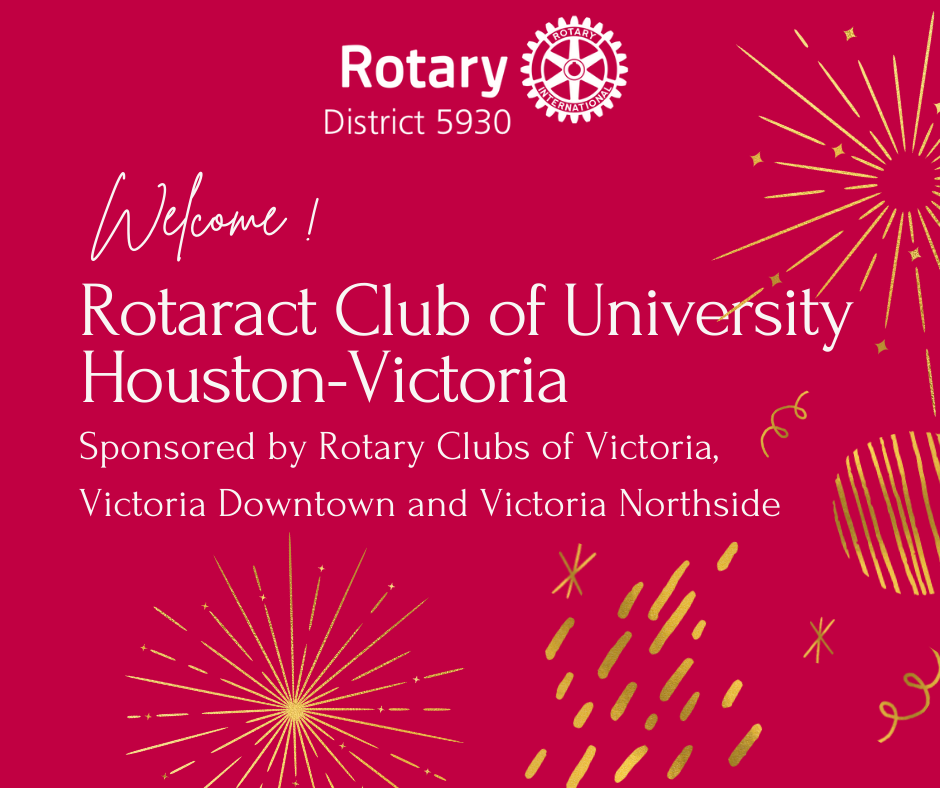 Rotary
ROTARY
INTERNATIONAL
District 5930
Welcome !
Rotaract Club of University
Houston-Victoria
Sponsored by Rotary Clubs of Victoria,
Victoria Downtown and Victoria Northside